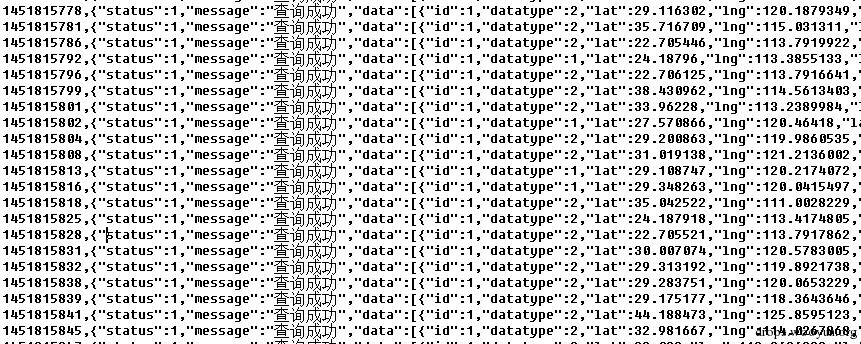 1451815778,{"status":1,"message":"查询成功","data":[{"id":1,"datatype":2,"lat":29.116302,"lng":120.1879349,
1451815781,{"status":1,"message":"查询成功","data":[{"id":1,"datatype":2,"lat":35.716709,"lng":115.031311,"
1451815786,{"status":1,"message":"查询成功","data":[{"id":1,"datatype":2,"lat":22.705446,"lng":113.7919922,
1451815792,{"status":1,"message":"查询成功","data":[{"id":1,"datatype":1,"lat":24.18796,"lng":113.3855133,"
1451815796,{"status":1,"message":"查询成功","data":[{"id":1,"datatype":2,"lat":22.706125,"lng":113.7916641,
1451815799,{"status":1,"message":"查询成功","data":[{"id":1,"datatype":2,"lat":38.430962,"lng":114.5613403,
1451815801,{"status":1,"message":"查询成功","data":[{"id":1,"datatype":2,"lat":33.96228,"lng":113.2389984,"
1451815802,{"status":1,"message":"查询成功","data":[{"id":1,"datatype":1,"lat":27.570866,"lng":120.46418,"la
1451815804,{"status":1,"message":"查询成功","data":[{"id":1,"datatype":2,"lat":29.200863,"lng":119.9860535,
1451815808,{"status":1,"message":"查询成功","data":[{"id":1,"datatype":2,"lat":31.019138,"lng":121.2136002,
1451815813,{"status":1,"message":"查询成功","data":[{"id":1,"datatype":1,"lat":29.108747,"lng":120.2174072,
1451815816,{"status":1,"message":"查询成功","data":[{"id":1,"datatype":1,"lat":29.348263,"lng":120.0415497,
1451815818,{"status":1,"message":"查询成功","data":[{"id":1,"datatype":2,"lat":35.042522,"lng":111.0028229,
1451815825,{"status":1,"message":"查询成功","data":[{"id":1,"datatype":2,"lat":24.187918,"lng":113.4174805,
1451815828,{"status":1,"message":"查询成功","data":[{"id":1,"datatype":2,"lat":22.705521,"lng":113.7917862,
1451815831,{"status":1,"message":"查询成功","data":[{"id":1,"datatype":2,"lat":30.007074,"lng":120.5783005,
1451815832,{"status":1,"message":"查询成功","data":[{"id":1,"datatype":2,"lat":29.313192,"lng":119.8921738,
1451815838,{"status":1,"message":"查询成功","data":[{"id":1,"datatype":2,"lat":29.283751,"lng":120.0653229,
1451815839,{"status":1,"message":"查询成功","data":[{"id":1,"datatype":2,"lat":29.175177,"lng":118.3643646,
1451815841,{"status":1,"message":"查询成功","data":[{"id":1,"datatype":2,"lat":44.188473,"lng":125.8595123,
1451815845,{"status":1,"message":"查询成功","data":[{"id":1,"datatype":2,"lat":32.981667,"lng":